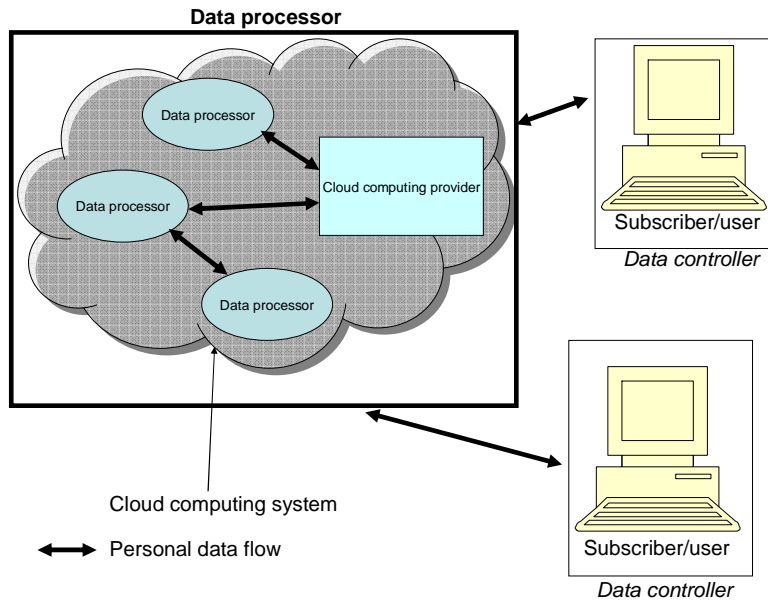 Data processor
Data processor
Cloud computing provider
Data processor
Data processor
Subscriber/user
Data controller
Cloud computing system
Personal data flow
Subscriber/user
Data controller